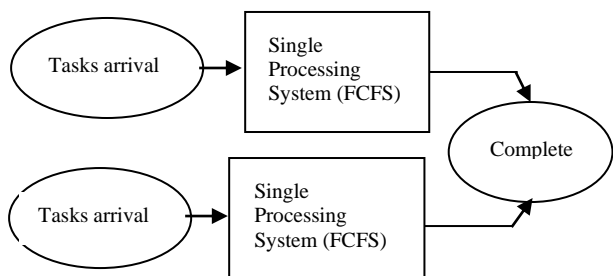 Tasks arrival
Single
Processing
System (FCFS)
Complete
Tasks arrival
Single
Processing
System (FCFS)